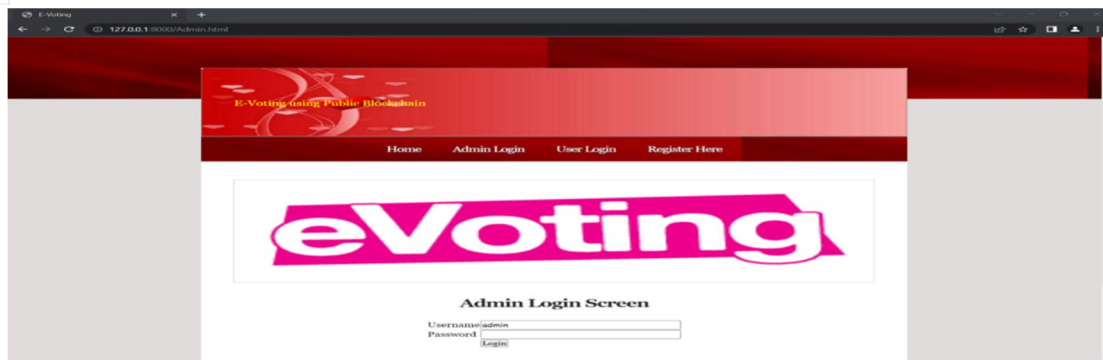 E-Voting
127.0.0.1:8000/Admin.html
E-Voting using Public Blockchain
Home Admin Login User Login Register Here
eVoting
Admin Login Screen
Username admin
Password
Login